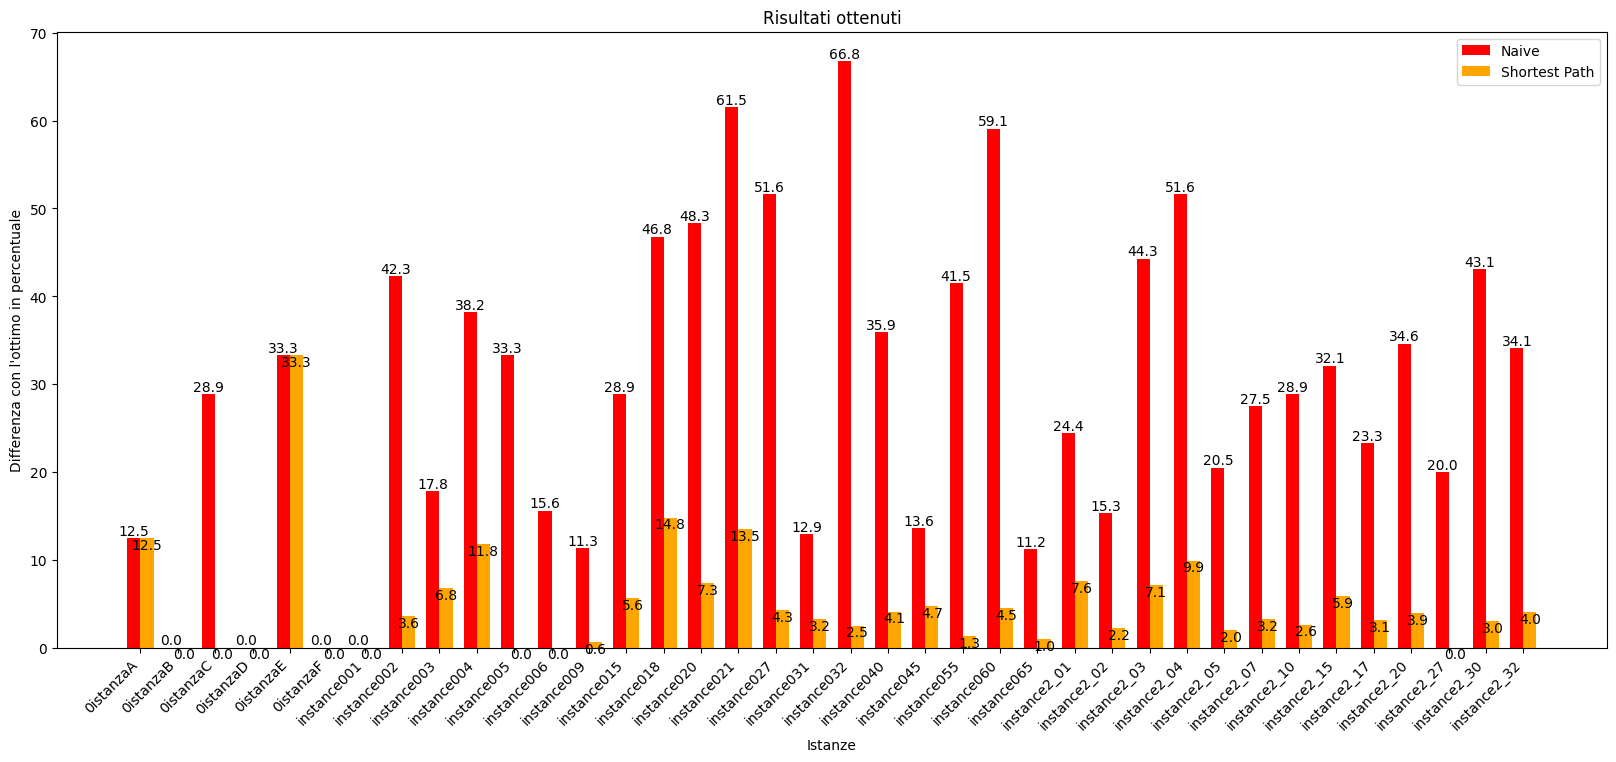 Risultati ottenuti
Naive
Shortest Path
Differenza con l'ottimo in percentuale
70
60
50
40
30
20
10
0
12.5
0.0
28.9
0.0
33.3
0.0
0.0
42.3
17.8
38.2
33.3
15.6
11.3
28.9
46.8
48.3
61.5
51.6
12.9
66.8
35.9
13.6
41.5
59.1
11.2
24.4
15.3
44.3
51.6
20.5
27.5
28.9
32.1
23.3
34.6
20.0
43.1
34.1
12.5
0.0
0.0
0.0
33.3
0.0
0.0
3.6
6.8
11.8
0.0
0.0
0.6
5.6
14.8
7.3
13.5
4.3
3.2
2.5
4.1
4.7
1.3
4.5
1.0
7.6
2.2
7.1
9.9
2.0
3.2
2.6
5.9
3.1
3.9
0.0
3.0
4.0
0istanzaA
0istanzaB
0istanzaC
0istanzaD
0istanzaE
0istanzaF
instance001
instance002
instance003
instance004
instance005
instance006
instance009
instance015
instance018
instance020
instance021
instance027
instance031
instance032
instance040
instance045
instance055
instance060
instance065
instance2_01
instance2_02
instance2_03
instance2_04
instance2_05
instance2_07
instance2_10
instance2_15
instance2_17
instance2_20
instance2_27
instance2_30
instance2_32
Istanze